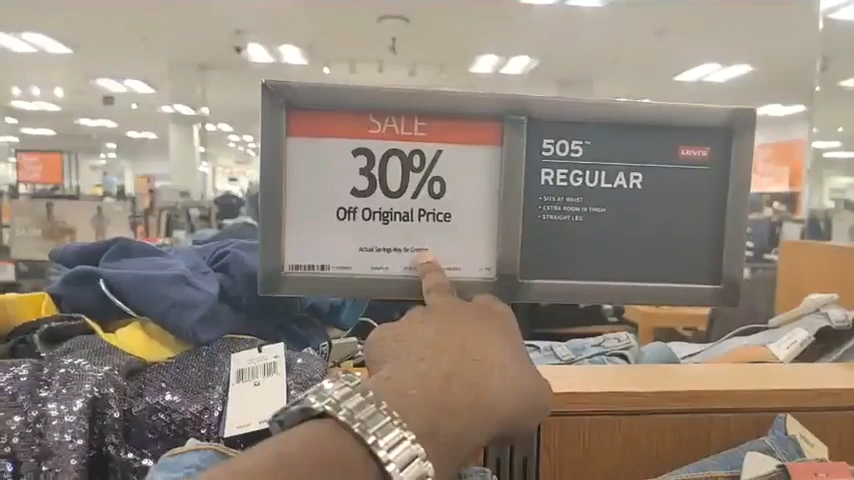 SALE
30%
Off Original Price
Actual Savings May Be Greater
505™
Levi's
REGULAR
• SITS AT WAIST
• EXTRA ROOM IN THIGH
• STRAIGHT LEG